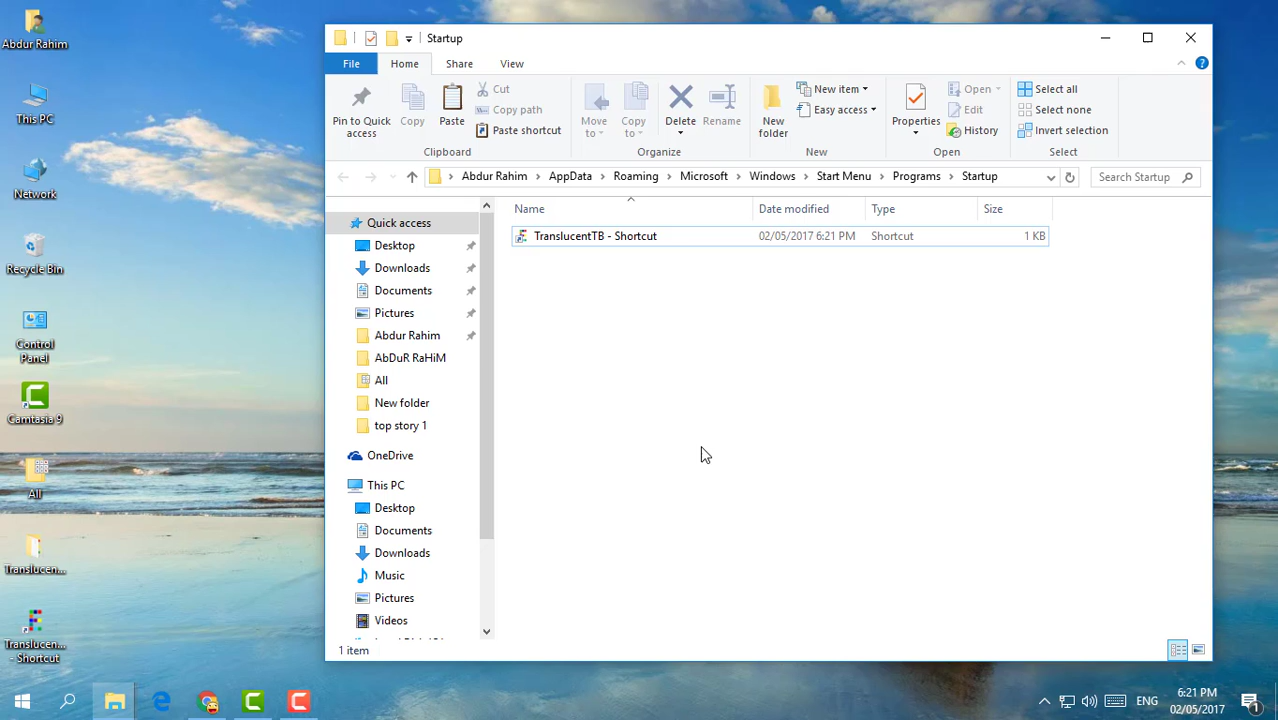 Abdur Rahim
This PC
Network
Recycle Bin
Control
Panel
Camtasia 9
All
Translucen...
Translucen...
- Shortcut
Startup
File Home Share View
Pin to Quick
access
Copy
Paste
Cut
Copy path
Paste shortcut
Clipboard
Move
to
Copy
to
Delete
Rename
Organize
New
folder
New item
Easy access
New
Properties
Open
Edit
History
Open
Select all
Select none
Invert selection
Select
Abdur Rahim AppData Roaming Microsoft Windows Start Menu Programs Startup
Search Startup
Name Date modified Type Size
TranslucentTB - Shortcut 02/05/2017 6:21 PM Shortcut 1 KB
Quick access
Desktop
Downloads
Documents
Pictures
Abdur Rahim
AbDuR RaHiM
All
New folder
top story 1
OneDrive
This PC
Desktop
Documents
Downloads
Music
Pictures
Videos
1 item
ENG
6:21 PM
02/05/2017
1